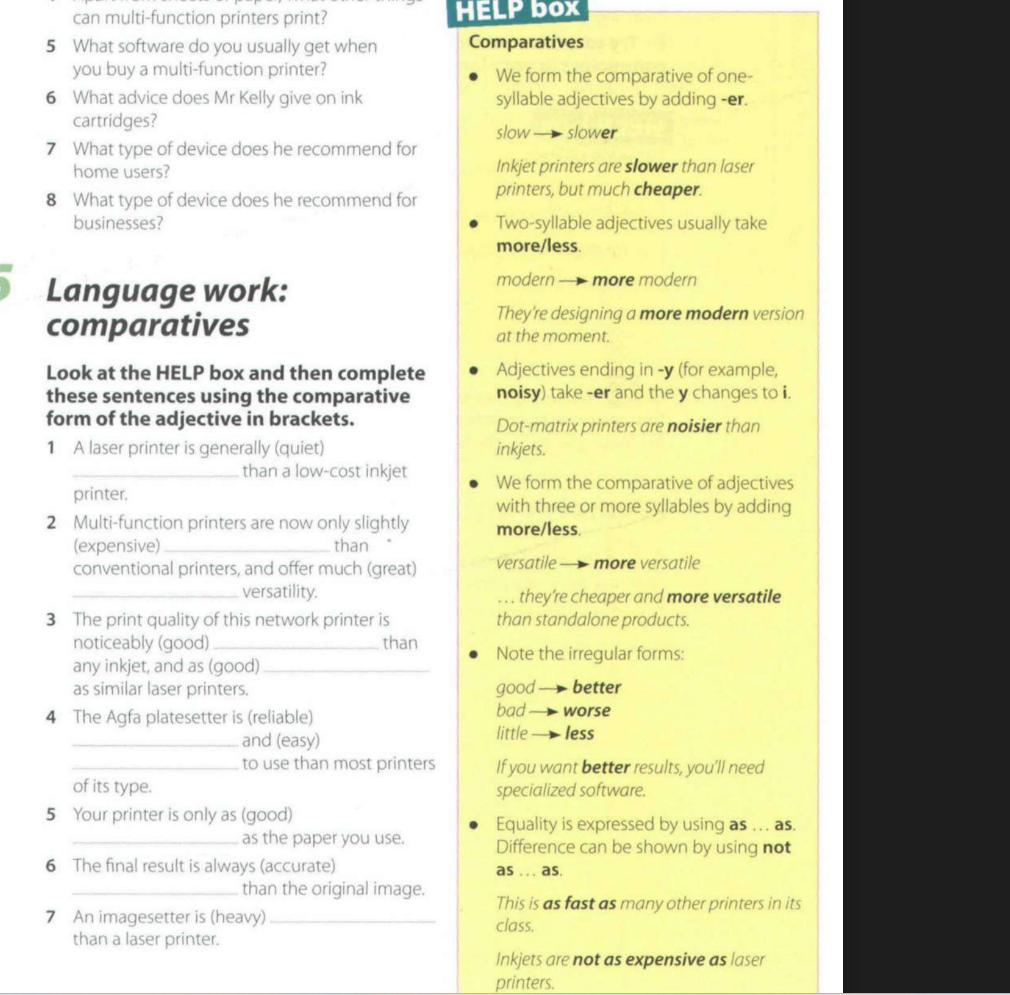 can multi-function printers print?
5 What software do you usually get when
you buy a multi-function printer?
6 What advice does Mr Kelly give on ink
cartridges?
7 What type of device does he recommend for
home users?
8 What type of device does he recommend for
businesses?
5
Language work:
comparatives
Look at the HELP box and then complete
these sentences using the comparative
form of the adjective in brackets.
1 A laser printer is generally (quiet)
____________ than a low-cost inkjet
printer.
2 Multi-function printers are now only slightly
(expensive) ____________ than
conventional printers, and offer much (great)
____________ versatility.
3 The print quality of this network printer is
noticeably (good) ____________ than
any inkjet, and as (good) ____________
as similar laser printers.
4 The Agfa platesetter is (reliable)
____________ and (easy)
____________ to use than most printers
of its type.
5 Your printer is only as (good)
____________ as the paper you use.
6 The final result is always (accurate)
____________ than the original image.
7 An imagesetter is (heavy) ____________
than a laser printer.
HELP box
Comparatives
• We form the comparative of one-
syllable adjectives by adding -er.
slow → slower
Inkjet printers are slower than laser
printers, but much cheaper.
• Two-syllable adjectives usually take
more/less.
modern → more modern
They're designing a more modern version
at the moment.
• Adjectives ending in -y (for example,
noisy) take -er and the y changes to i.
Dot-matrix printers are noisier than
inkjets.
• We form the comparative of adjectives
with three or more syllables by adding
more/less.
versatile → more versatile
… they're cheaper and more versatile
than standalone products.
• Note the irregular forms:
good → better
bad → worse
little → less
If you want better results, you'll need
specialized software.
• Equality is expressed by using as … as.
Difference can be shown by using not
as … as.
This is as fast as many other printers in its
class.
Inkjets are not as expensive as laser
printers.